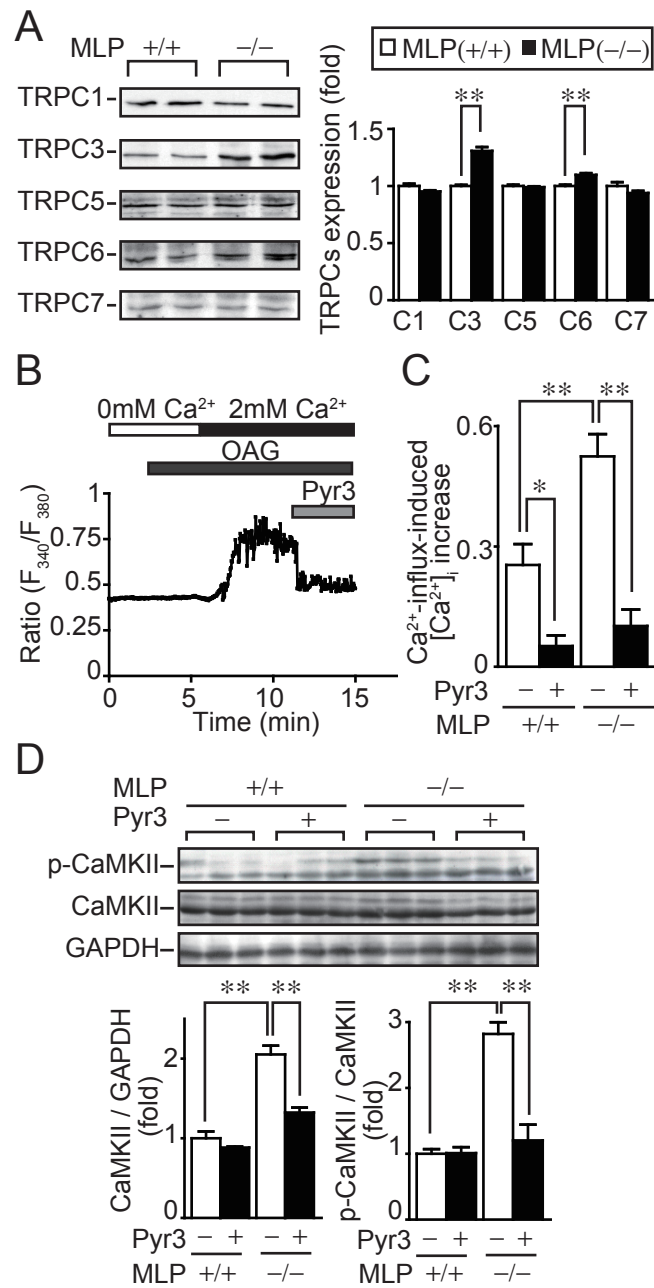 A
MLP +/+ −/−
TRPC1-
TRPC3-
TRPC5-
TRPC6-
TRPC7-
MLP(+/+) MLP(−/−)
TRPCs expression (fold)
** **
1.5
1
0.5
0
C1 C3 C5 C6 C7
B
0mM Ca²⁺ 2mM Ca²⁺
OAG
Pyr3
Ratio (F₃₄₀/F₃₈₀)
1
0.75
0.5
0.25
0
0 5 10 15
Time (min)
C
Ca²⁺-influx-induced
[Ca²⁺]ᵢ increase
** **
*
0.6
0.3
0
Pyr3 − + − +
MLP +/+ −/−
D
MLP +/+ −/−
Pyr3 − + − +
p-CaMKII-
CaMKII-
GAPDH-
CaMKII / GAPDH
(fold)
** **
2
1
0
Pyr3 − + − +
MLP +/+ −/−
p-CaMKII / CaMKII
(fold)
** **
3
2
1
0
Pyr3 − + − +
MLP +/+ −/−